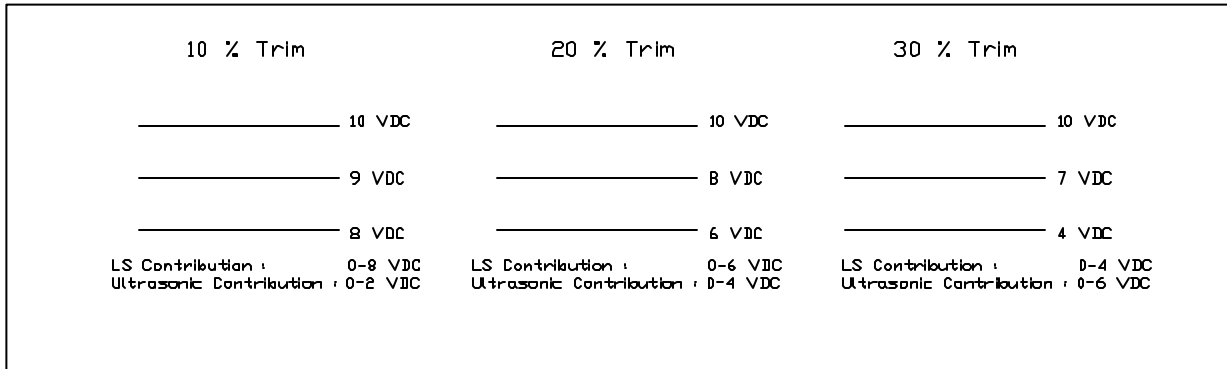 10 % Trim 20 % Trim 30 % Trim
10 VDC 10 VDC 10 VDC
9 VDC 8 VDC 7 VDC
8 VDC 6 VDC 4 VDC
LS Contribution : 0-8 VDC LS Contribution : 0-6 VDC LS Contribution : 0-4 VDC
Ultrasonic Contribution : 0-2 VDC Ultrasonic Contribution : 0-4 VDC Ultrasonic Contribution : 0-6 VDC